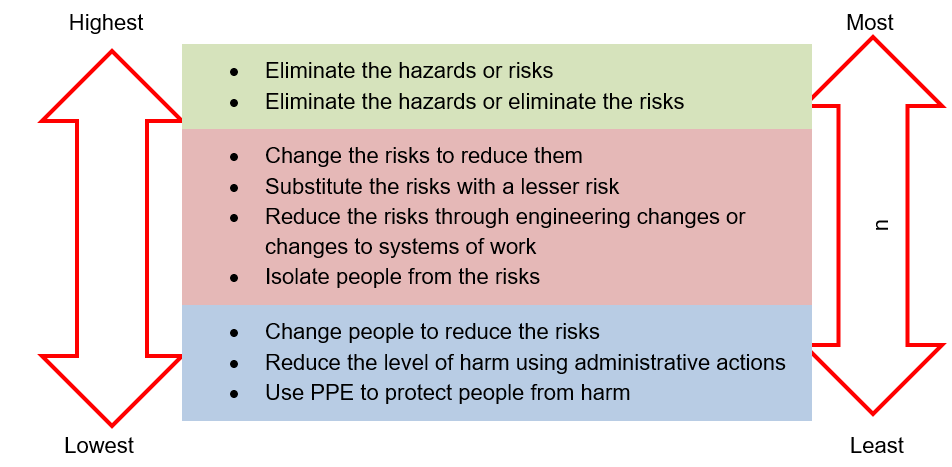 Highest
Most
• Eliminate the hazards or risks
• Eliminate the hazards or eliminate the risks
• Change the risks to reduce them
• Substitute the risks with a lesser risk
• Reduce the risks through engineering changes or
changes to systems of work
• Isolate people from the risks
n
• Change people to reduce the risks
• Reduce the level of harm using administrative actions
• Use PPE to protect people from harm
Lowest
Least